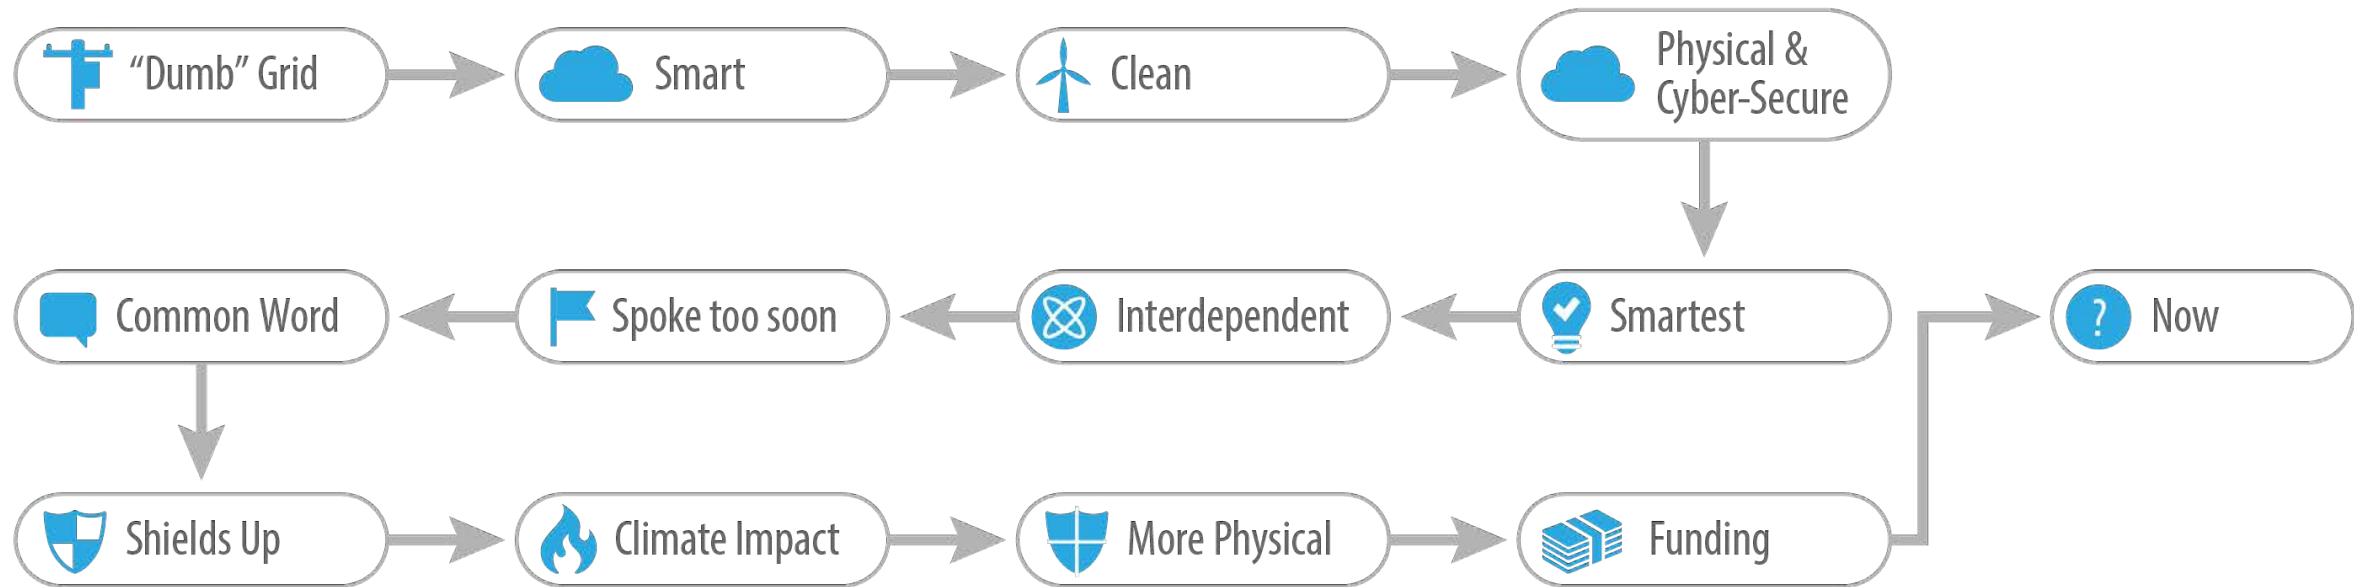 “Dumb” Grid
Smart
Clean
Physical &
Cyber-Secure
Smartest
Interdependent
Spoke too soon
Common Word
Shields Up
Climate Impact
More Physical
Funding
?
Now